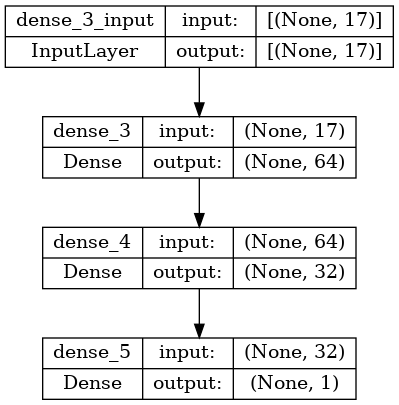 dense_3_input input: [(None, 17)]
InputLayer output: [(None, 17)]
dense_3 input: (None, 17)
Dense output: (None, 64)
dense_4 input: (None, 64)
Dense output: (None, 32)
dense_5 input: (None, 32)
Dense output: (None, 1)